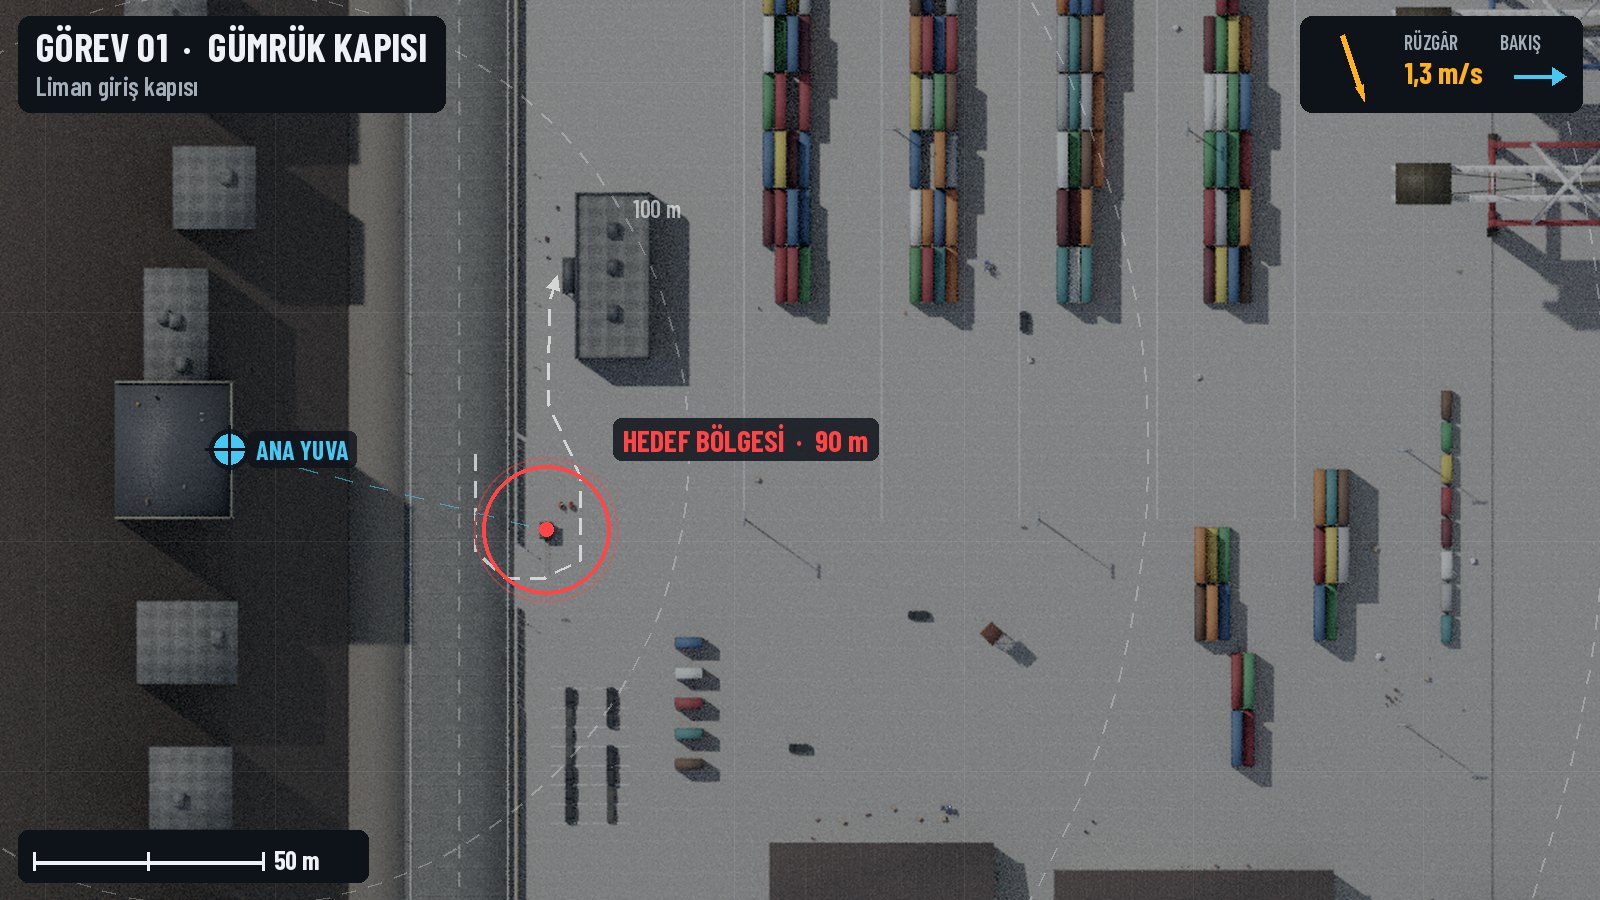 GÖREV 01 · GÜMRÜK KAPISI
Liman giriş kapısı
RÜZGÂR
BAKIŞ
1,3 m/s
100 m
HEDEF BÖLGESİ · 90 m
ANA YUVA
50 m